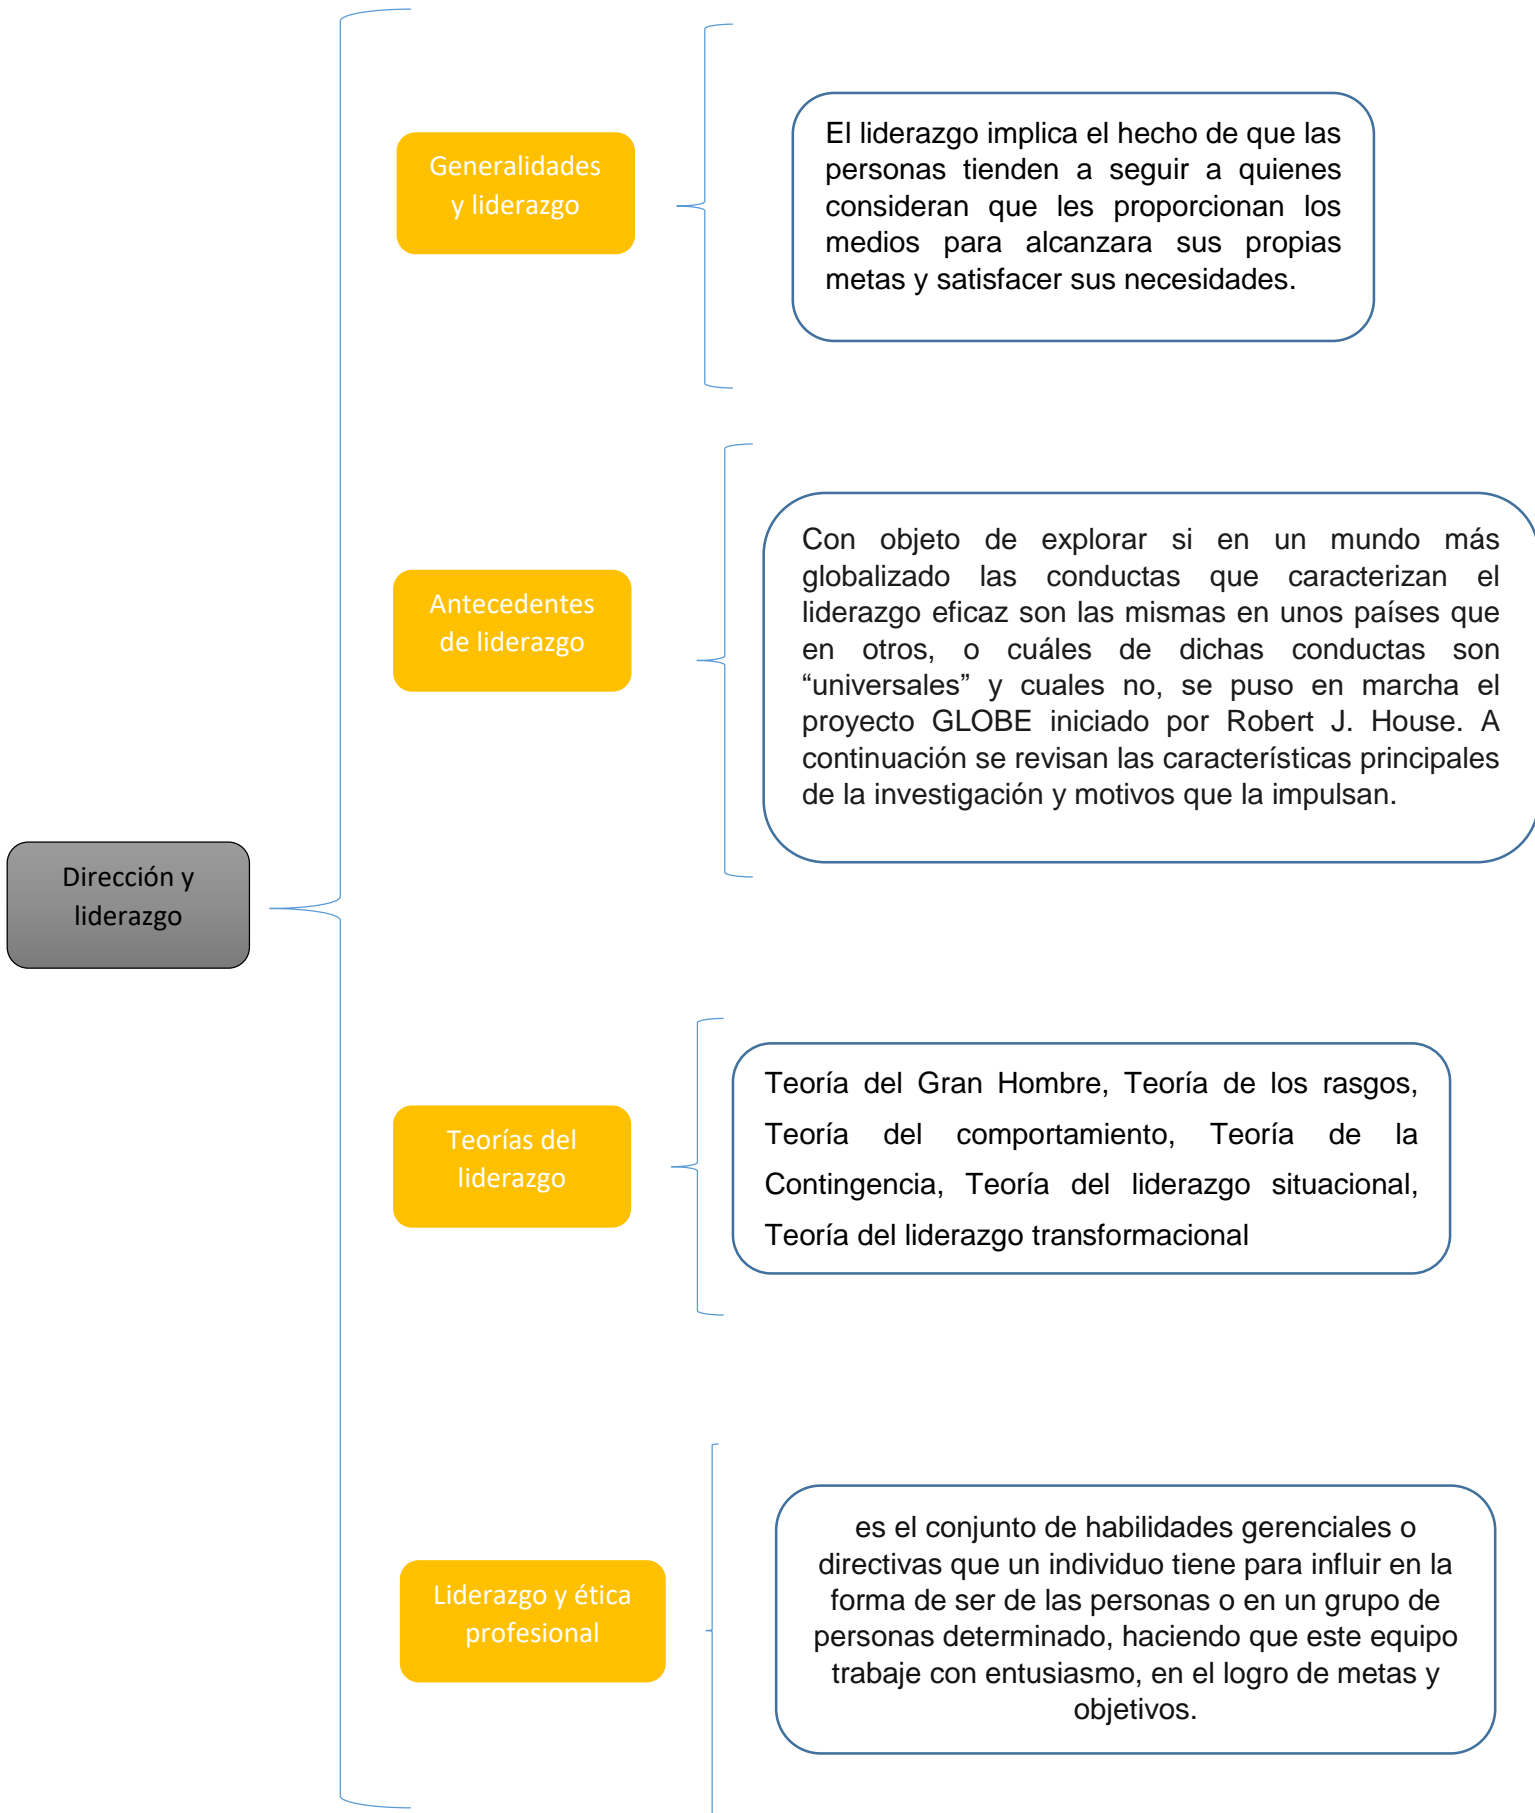 Dirección y
liderazgo
Generalidades
y liderazgo
El liderazgo implica el hecho de que las
personas tienden a seguir a quienes
consideran que les proporcionan los
medios para alcanzara sus propias
metas y satisfacer sus necesidades.
Antecedentes
de liderazgo
Con objeto de explorar si en un mundo más
globalizado las conductas que caracterizan el
liderazgo eficaz son las mismas en unos países que
en otros, o cuáles de dichas conductas son
“universales” y cuales no, se puso en marcha el
proyecto GLOBE iniciado por Robert J. House. A
continuación se revisan las características principales
de la investigación y motivos que la impulsan.
Teorías del
liderazgo
Teoría del Gran Hombre, Teoría de los rasgos,
Teoría del comportamiento, Teoría de la
Contingencia, Teoría del liderazgo situacional,
Teoría del liderazgo transformacional
Liderazgo y ética
profesional
es el conjunto de habilidades gerenciales o
directivas que un individuo tiene para influir en la
forma de ser de las personas o en un grupo de
personas determinado, haciendo que este equipo
trabaje con entusiasmo, en el logro de metas y
objetivos.